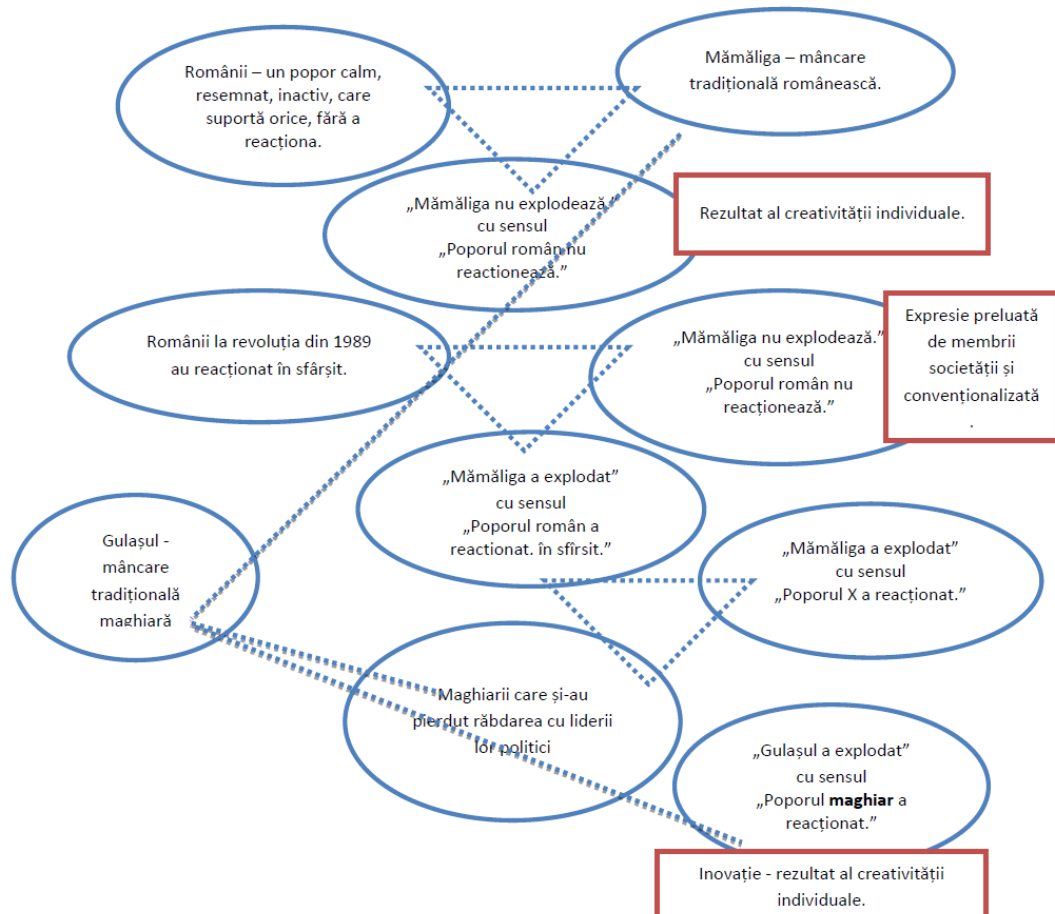 Românii – un popor calm,
resemnat, inactiv, care
suportă orice, fără a
reacționa.
Mămăliga – mâncare
tradițională românească.
„Mămăliga nu explodează.”
cu sensul
„Poporul român nu
reactionează.”
Rezultat al creativității individuale.
Românii la revoluția din 1989
au reacționat în sfârșit.
„Mămăliga nu explodează.”
cu sensul
„Poporul român nu
reacționează.”
Expresie preluată
de membrii
societății și
convenționalizată
.
„Mămăliga a explodat”
cu sensul
„Poporul român a
reactionat. în sfîrsit.”
Gulașul -
mâncare
tradițională
maghiară
„Mămăliga a explodat”
cu sensul
„Poporul X a reacționat.”
Maghiarii care și-au
pierdut răbdarea cu liderii
lor politici
„Gulașul a explodat”
cu sensul
„Poporul maghiar a
reacționat.”
Inovație - rezultat al creativității
individuale.